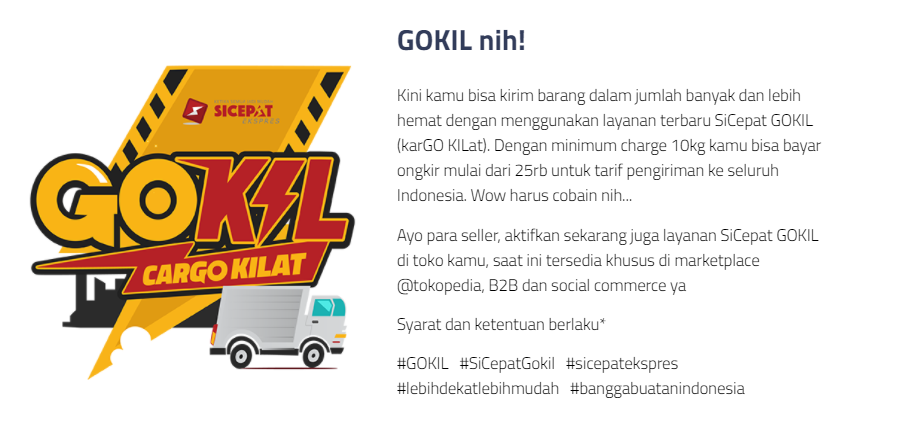 SICEPAT
EKSPRES
GOKIL
CARGO KILAT
GOKIL nih!
Kini kamu bisa kirim barang dalam jumlah banyak dan lebih
hemat dengan menggunakan layanan terbaru SiCepat GOKIL
(karGO KILat). Dengan minimum charge 10kg kamu bisa bayar
ongkir mulai dari 25rb untuk tarif pengiriman ke seluruh
Indonesia. Wow harus cobain nih...
Ayo para seller, aktifkan sekarang juga layanan SiCepat GOKIL
di toko kamu, saat ini tersedia khusus di marketplace
@tokopedia, B2B dan social commerce ya
Syarat dan ketentuan berlaku*
#GOKIL #SiCepatGokil #sicepatekspres
#lebihdekatlebihmudah #banggabuatanindonesia